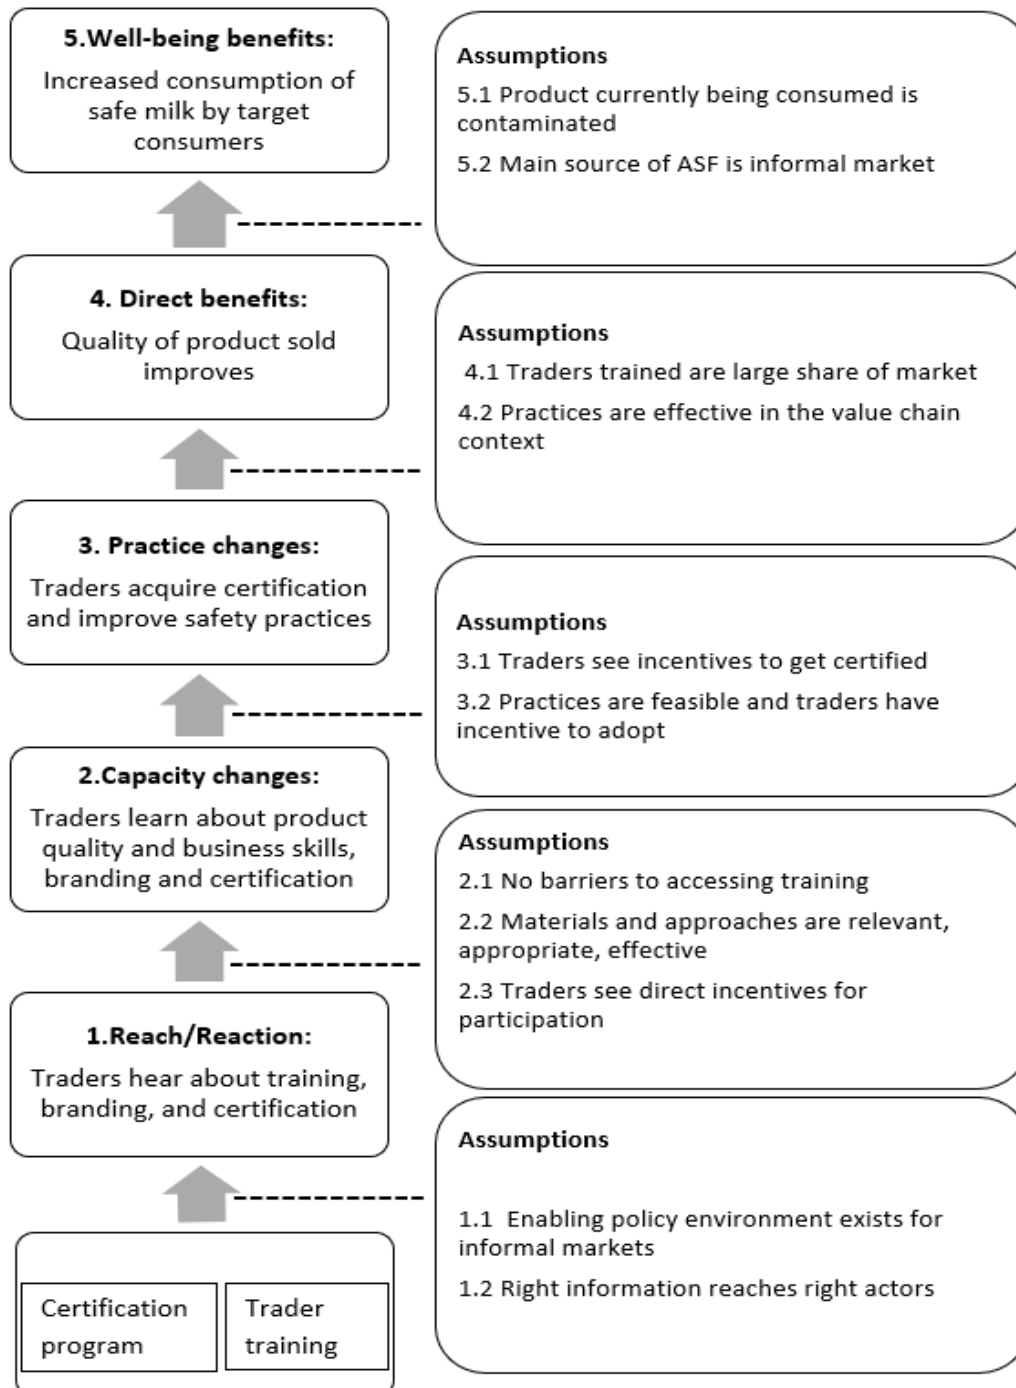 5.Well-being benefits:
Increased consumption of
safe milk by target
consumers
Assumptions
5.1 Product currently being consumed is
contaminated
5.2 Main source of ASF is informal market
4. Direct benefits:
Quality of product sold
improves
Assumptions
4.1 Traders trained are large share of market
4.2 Practices are effective in the value chain
context
3. Practice changes:
Traders acquire certification
and improve safety practices
Assumptions
3.1 Traders see incentives to get certified
3.2 Practices are feasible and traders have
incentive to adopt
2.Capacity changes:
Traders learn about product
quality and business skills,
branding and certification
Assumptions
2.1 No barriers to accessing training
2.2 Materials and approaches are relevant,
appropriate, effective
2.3 Traders see direct incentives for
participation
1.Reach/Reaction:
Traders hear about training,
branding, and certification
Assumptions
1.1 Enabling policy environment exists for
informal markets
1.2 Right information reaches right actors
Certification
program
Trader
training